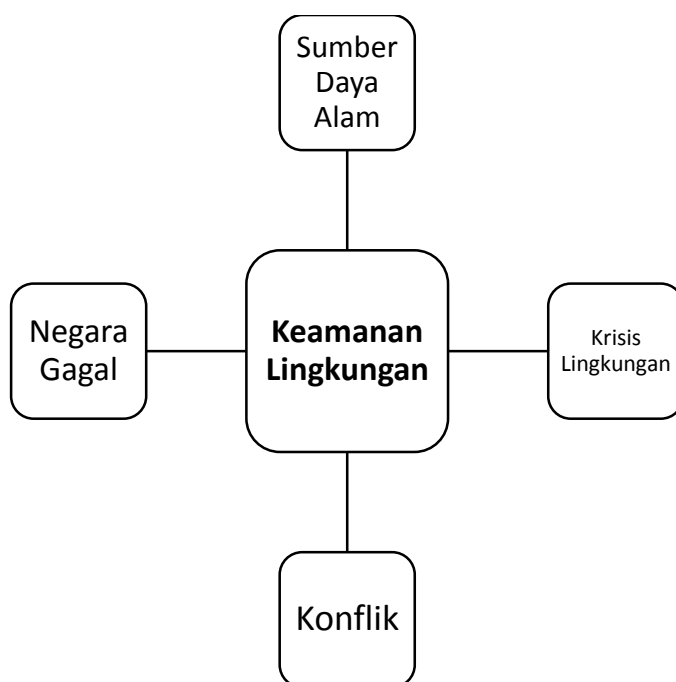 Sumber
Daya
Alam
Negara
Gagal
Keamanan
Lingkungan
Krisis
Lingkungan
Konflik